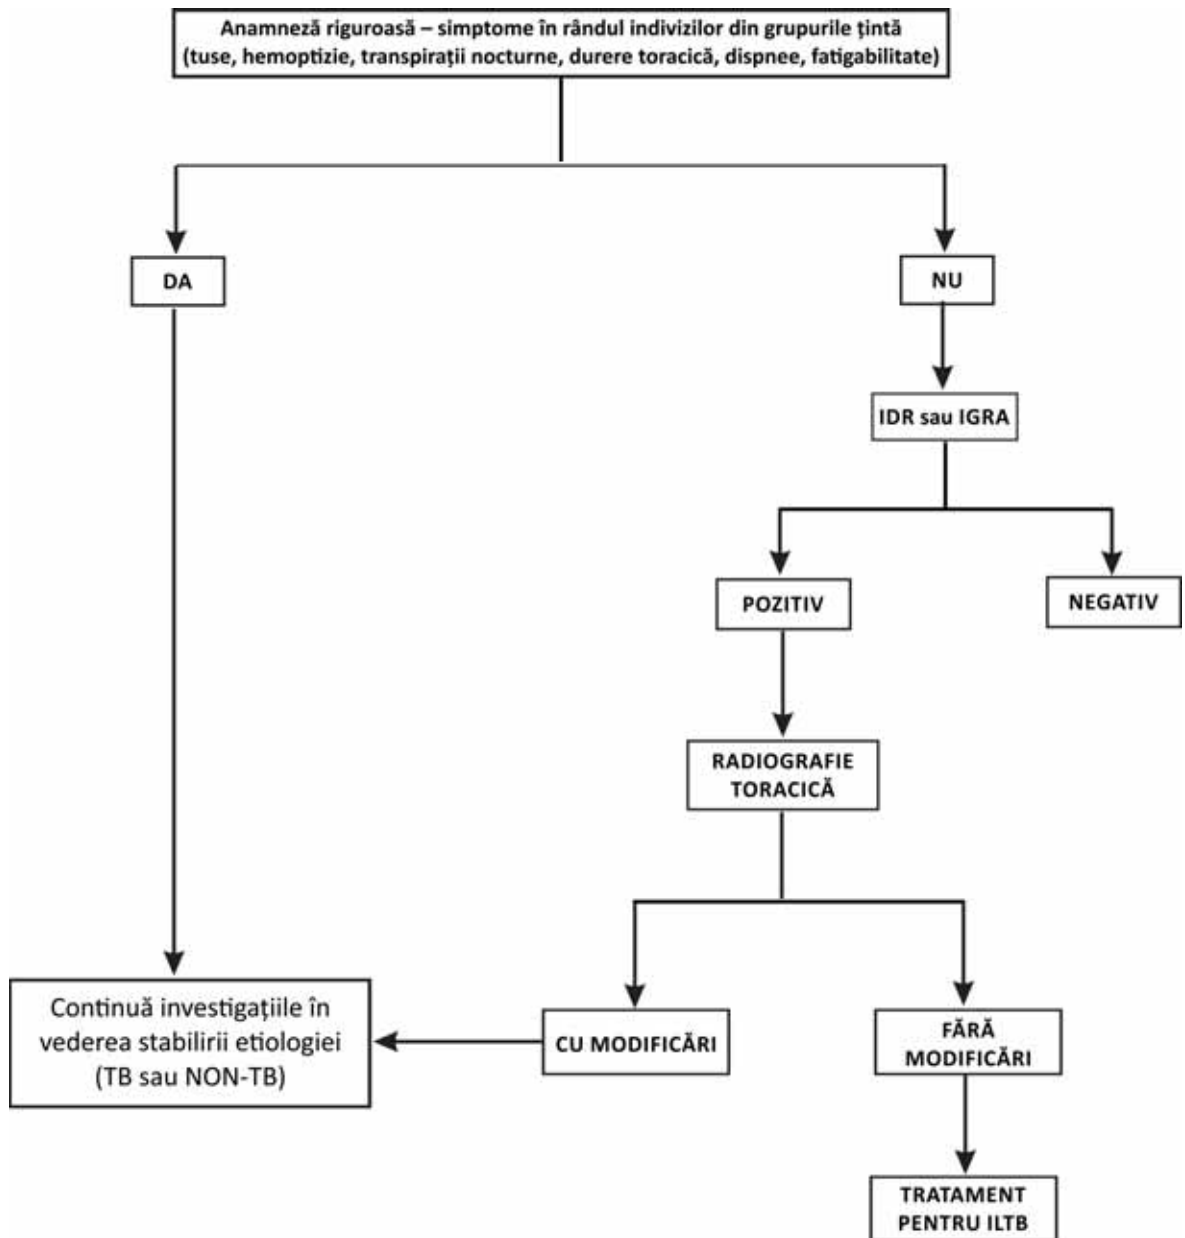 Anamneză riguroasă – simptome în rândul indivizilor din grupurile țintă
(tuse, hemoptizie, transpirații nocturne, durere toracică, dispnee, fatigabilitate)
DA
NU
IDR sau IGRA
POZITIV
NEGATIV
RADIOGRAFIE
TORACICĂ
Continuă investigațiile în
vederea stabilirii etiologiei
(TB sau NON-TB)
CU MODIFICĂRI
FĂRĂ
MODIFICĂRI
TRATAMENT
PENTRU ILTB